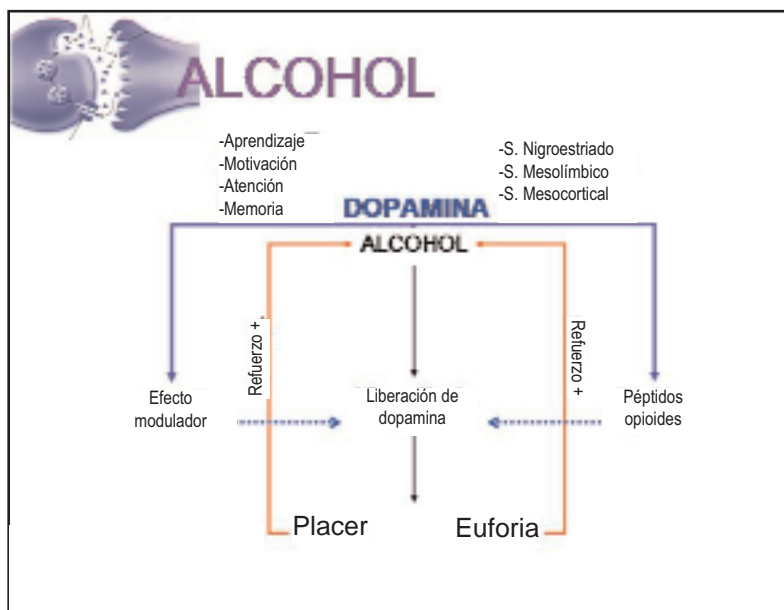 ALCOHOL
-Aprendizaje
-Motivación
-Atención
-Memoria
-S. Nigroestriado
-S. Mesolímbico
-S. Mesocortical
DOPAMINA
ALCOHOL
Refuerzo +
Refuerzo +
Efecto
modulador
Liberación de
dopamina
Péptidos
opioides
Placer
Euforia